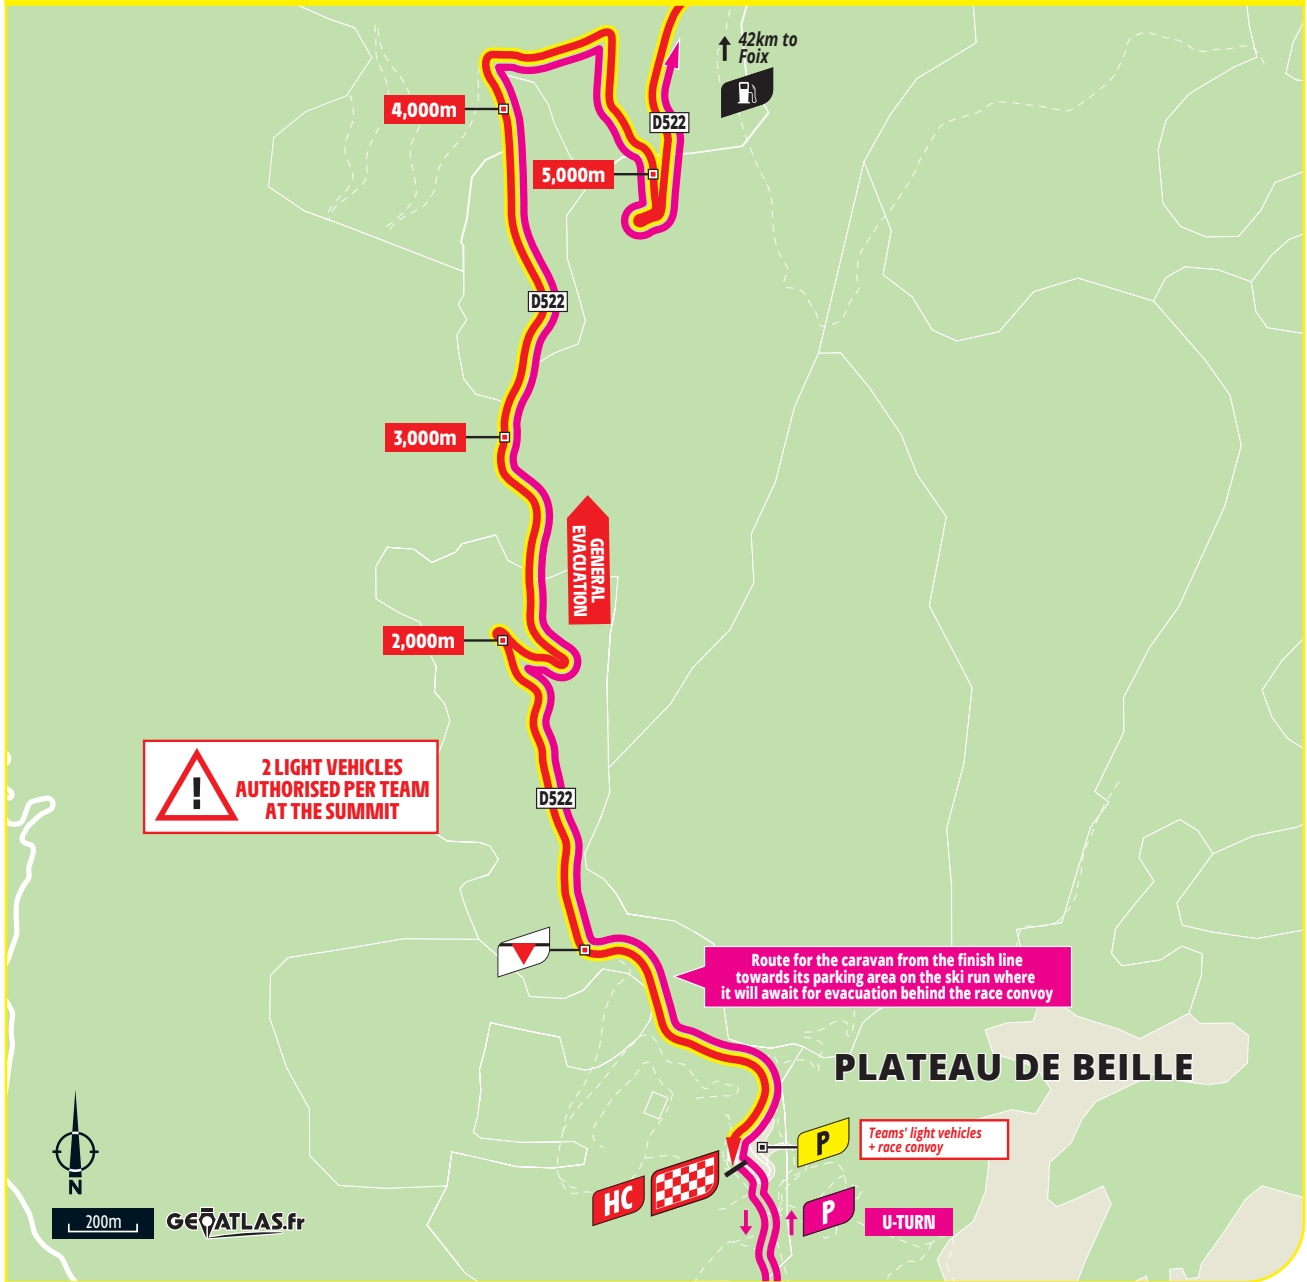 42km to
Foix
4,000m
D522
5,000m
D522
3,000m
GENERAL
EVACUATION
2,000m
2 LIGHT VEHICLES
AUTHORISED PER TEAM
AT THE SUMMIT
!
D522
Route for the caravan from the finish line
towards its parking area on the ski run where
it will await for evacuation behind the race convoy
PLATEAU DE BEILLE
P
Teams' light vehicles
+ race convoy
HC
P
U-TURN
N
200m
GEOATLAS.fr